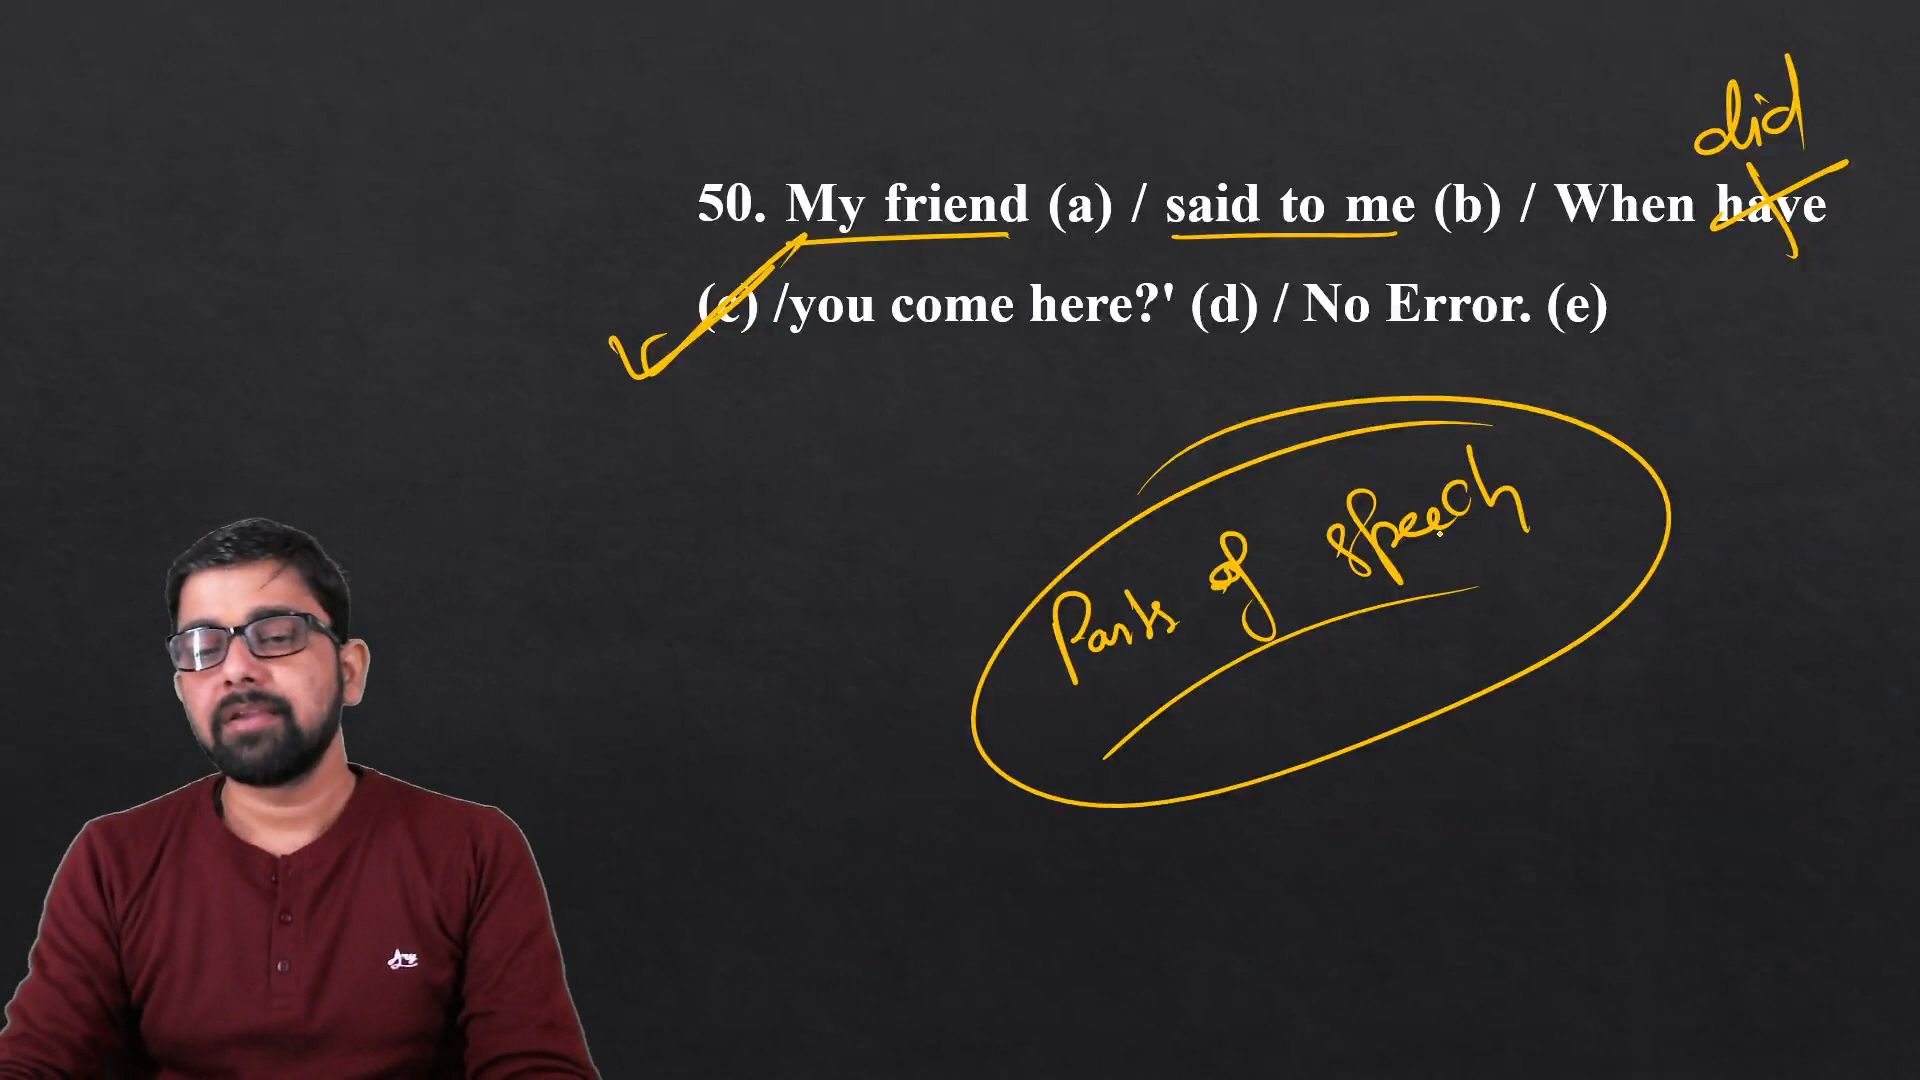 did
50. My friend (a) / said to me (b) / When have
(c) /you come here?' (d) / No Error. (e)
Parts of speech